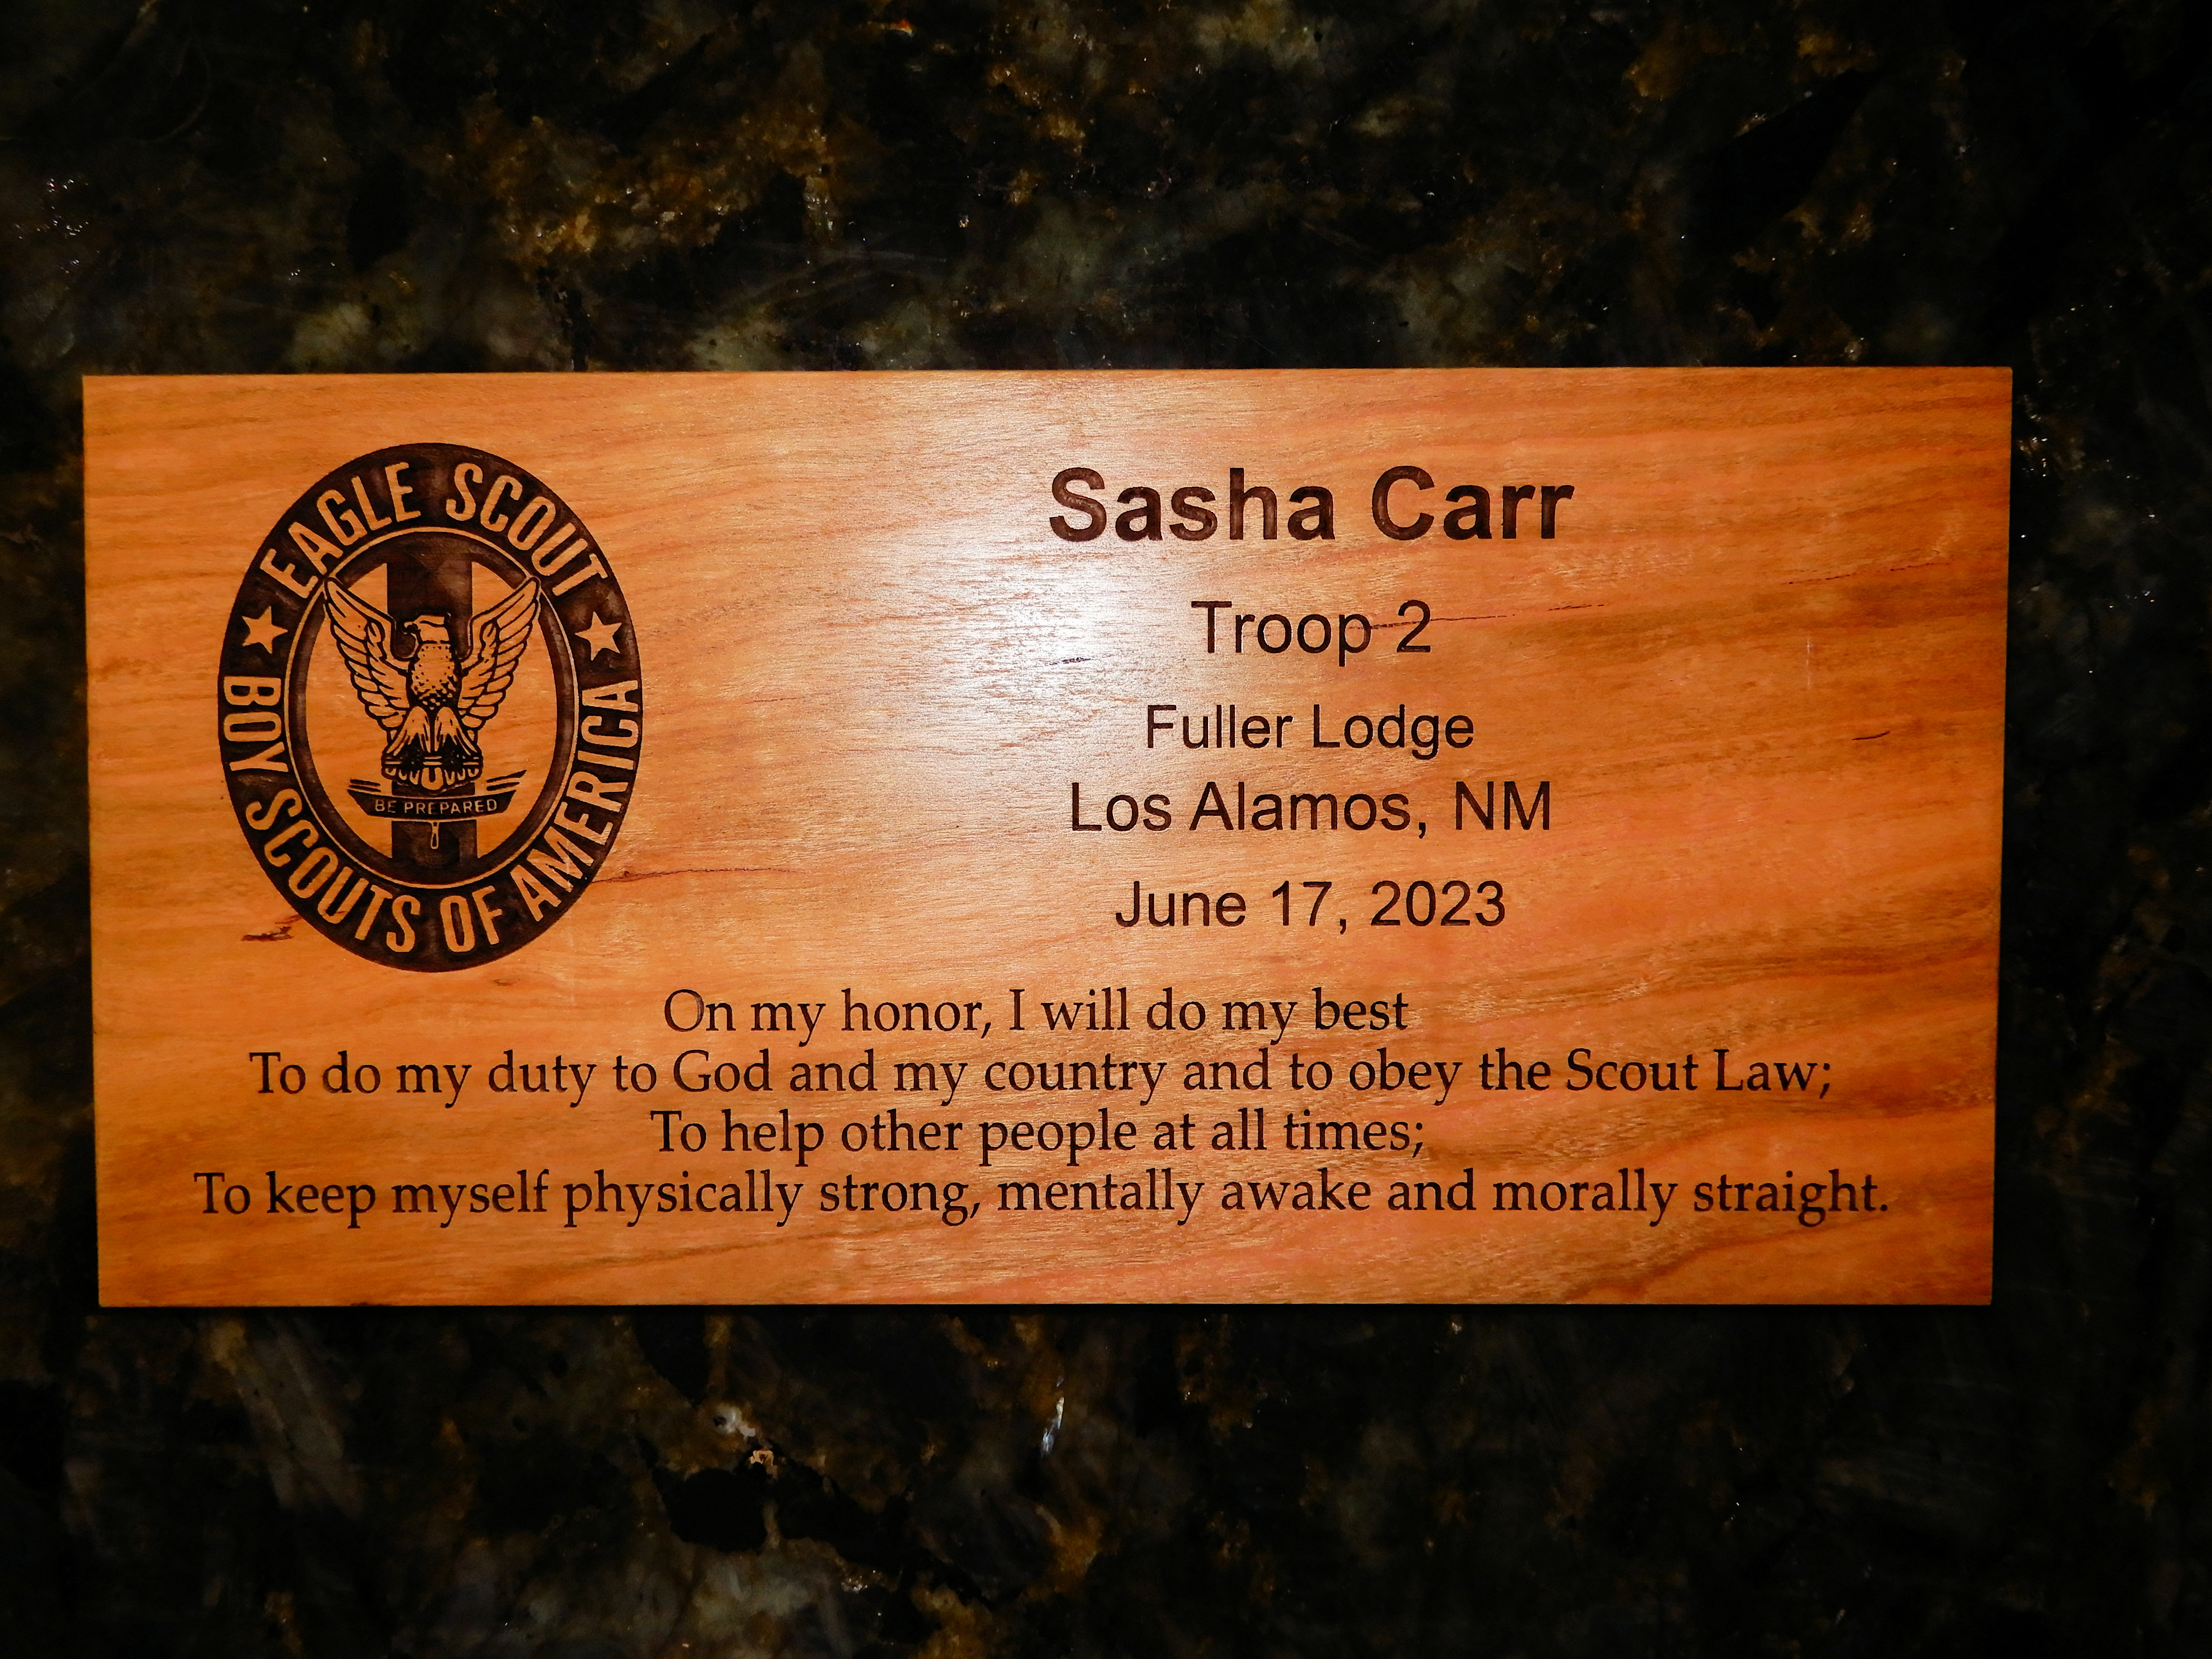 EAGLE SCOUT
BOY SCOUTS OF AMERICA
BE PREPARED
Sasha Carr
Troop 2
Fuller Lodge
Los Alamos, NM
June 17, 2023
On my honor, I will do my best
To do my duty to God and my country and to obey the Scout Law;
To help other people at all times;
To keep myself physically strong, mentally awake and morally straight.